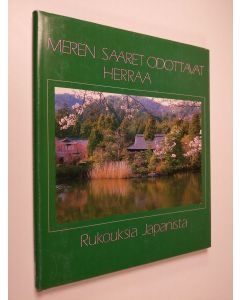 MEREN SAARET ODOTTAVAT
HERRAA
Rukouksia Japanista